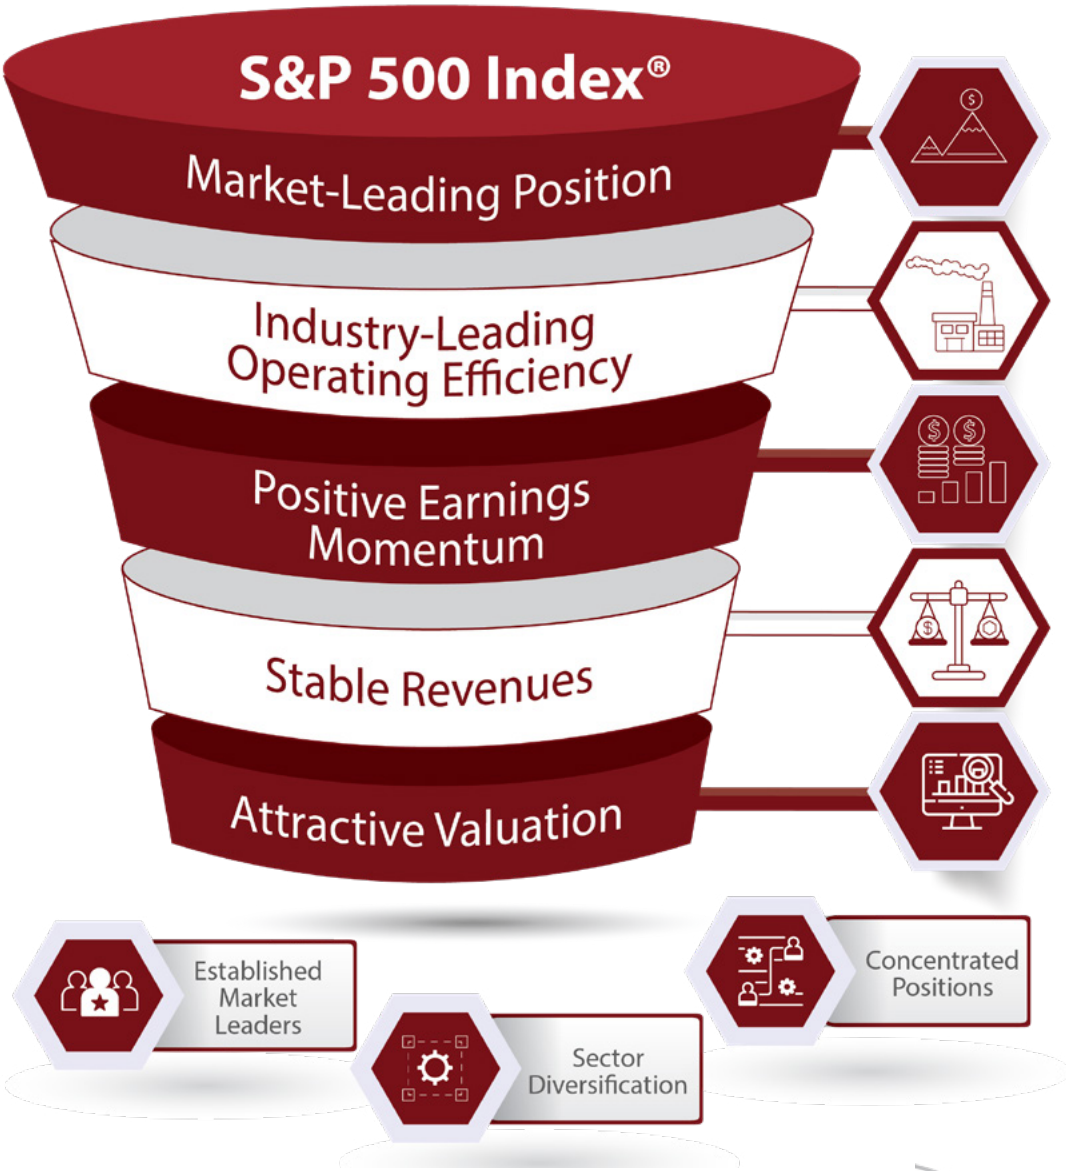 S&P 500 Index®
Market-Leading Position
Industry-Leading
Operating Efficiency
Positive Earnings
Momentum
Stable Revenues
Attractive Valuation
Established
Market
Leaders
Sector
Diversification
Concentrated
Positions